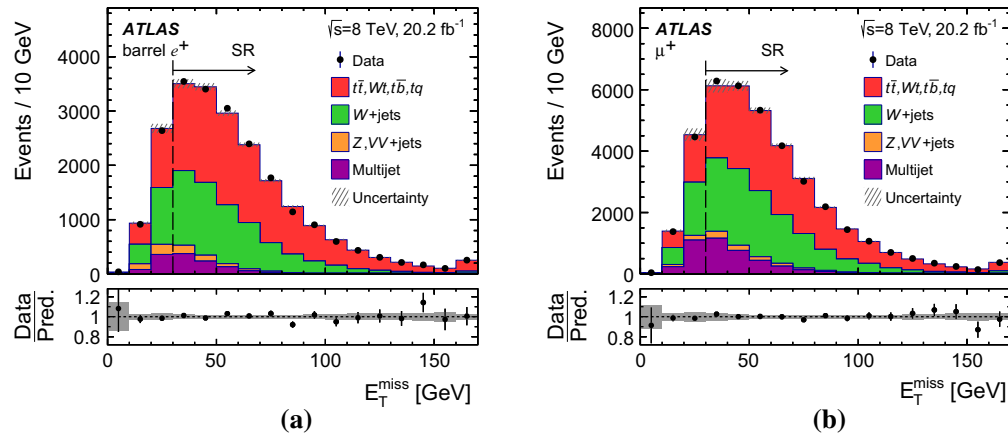 ATLAS
barrel e⁺
√s=8 TeV, 20.2 fb⁻¹
SR
Data
tt̄,Wt,tb̄,tq
W+jets
Z,VV+jets
Multijet
Uncertainty
Events / 10 GeV
4000
3000
2000
1000
0
Data
Pred.
1.2
1
0.8
0 50 100 150
E_T^miss [GeV]
(a)
ATLAS
μ⁺
√s=8 TeV, 20.2 fb⁻¹
SR
Data
tt̄,Wt,tb̄,tq
W+jets
Z,VV+jets
Multijet
Uncertainty
Events / 10 GeV
8000
6000
4000
2000
0
Data
Pred.
1.2
1
0.8
0 50 100 150
E_T^miss [GeV]
(b)